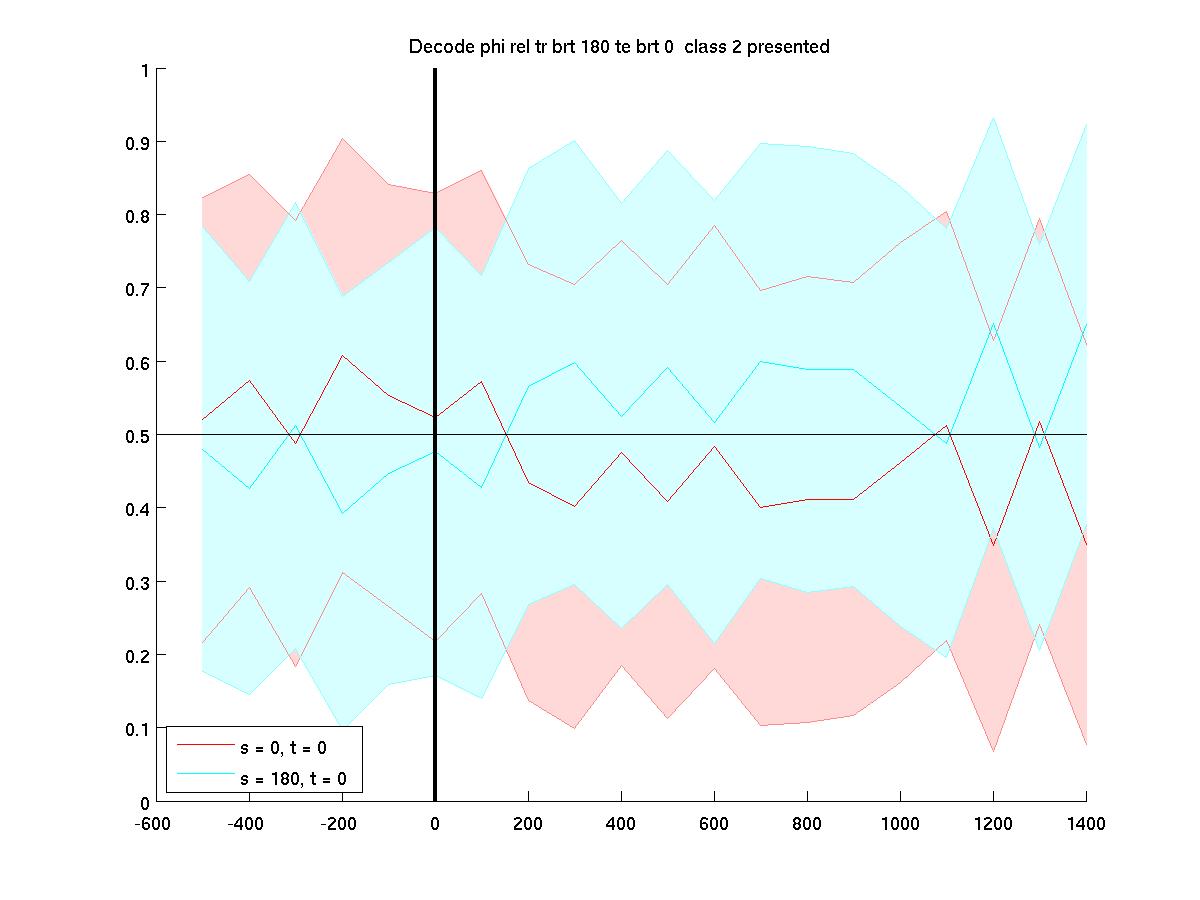 Decode phi rel tr brt 180 te brt 0  class 2 presented
1
0.9
0.8
0.7
0.6
0.5
0.4
0.3
0.2
0.1
0
s = 0, t = 0
s = 180, t = 0
-600 -400 -200 0 200 400 600 800 1000 1200 1400